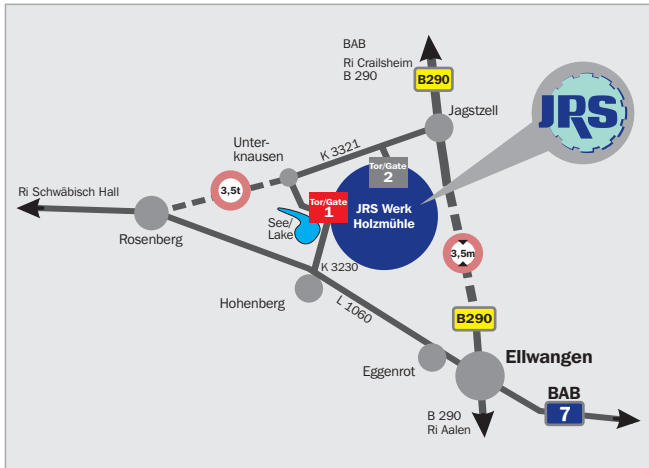 BAB
Ri Crailsheim
B 290
B290
JRS
Jagstzell
Unter-
knausen
K 3321
Tor/Gate
2
Ri Schwäbisch Hall
3,5t
Tor/Gate
1
JRS Werk
Holzmühle
See/
Lake
Rosenberg
3,5m
K 3230
Hohenberg
L 1060
B290
Ellwangen
Eggenrot
BAB
7
B 290
Ri Aalen